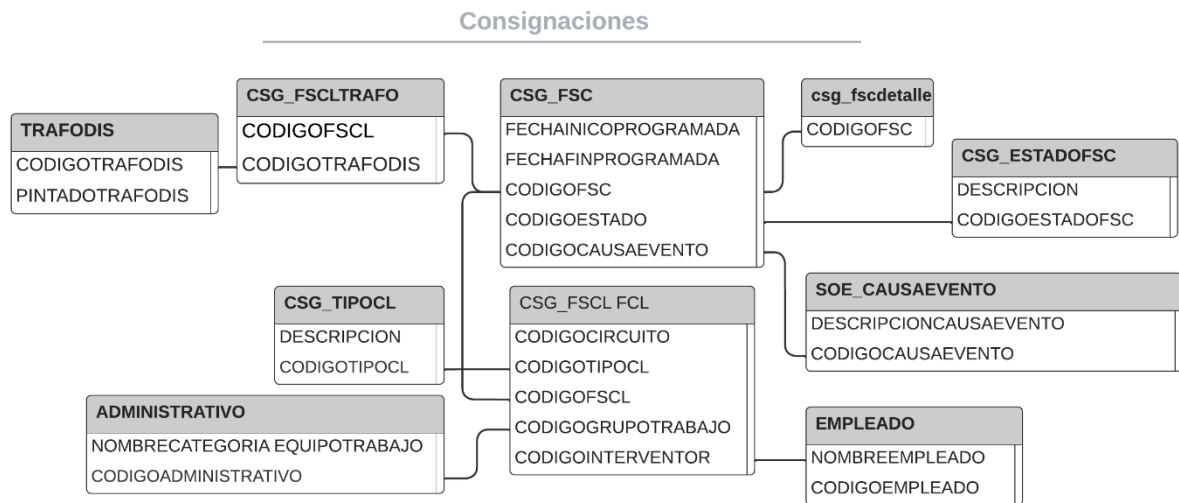 Consignaciones
TRAFODIS
CODIGOTRAFODIS
PINTADOTRAFODIS
CSG_FSCLTRAFO
CODIGOFSCL
CODIGOTRAFODIS
CSG_FSC
FECHAINICOPROGRAMADA
FECHAFINPROGRAMADA
CODIGOFSC
CODIGOESTADO
CODIGOCAUSAEVENTO
csg_fscdetalle
CODIGOFSC
CSG_ESTADOFSC
DESCRIPCION
CODIGOESTADOFSC
CSG_TIPOCL
DESCRIPCION
CODIGOTIPOCL
CSG_FSCL FCL
CODIGOCIRCUITO
CODIGOTIPOCL
CODIGOFSCL
CODIGOGRUPOTRABAJO
CODIGOINTERVENTOR
SOE_CAUSAEVENTO
DESCRIPCIONCAUSAEVENTO
CODIGOCAUSAEVENTO
ADMINISTRATIVO
NOMBRECATEGORIA EQUIPOTRABAJO
CODIGOADMINISTRATIVO
EMPLEADO
NOMBREEMPLEADO
CODIGOEMPLEADO